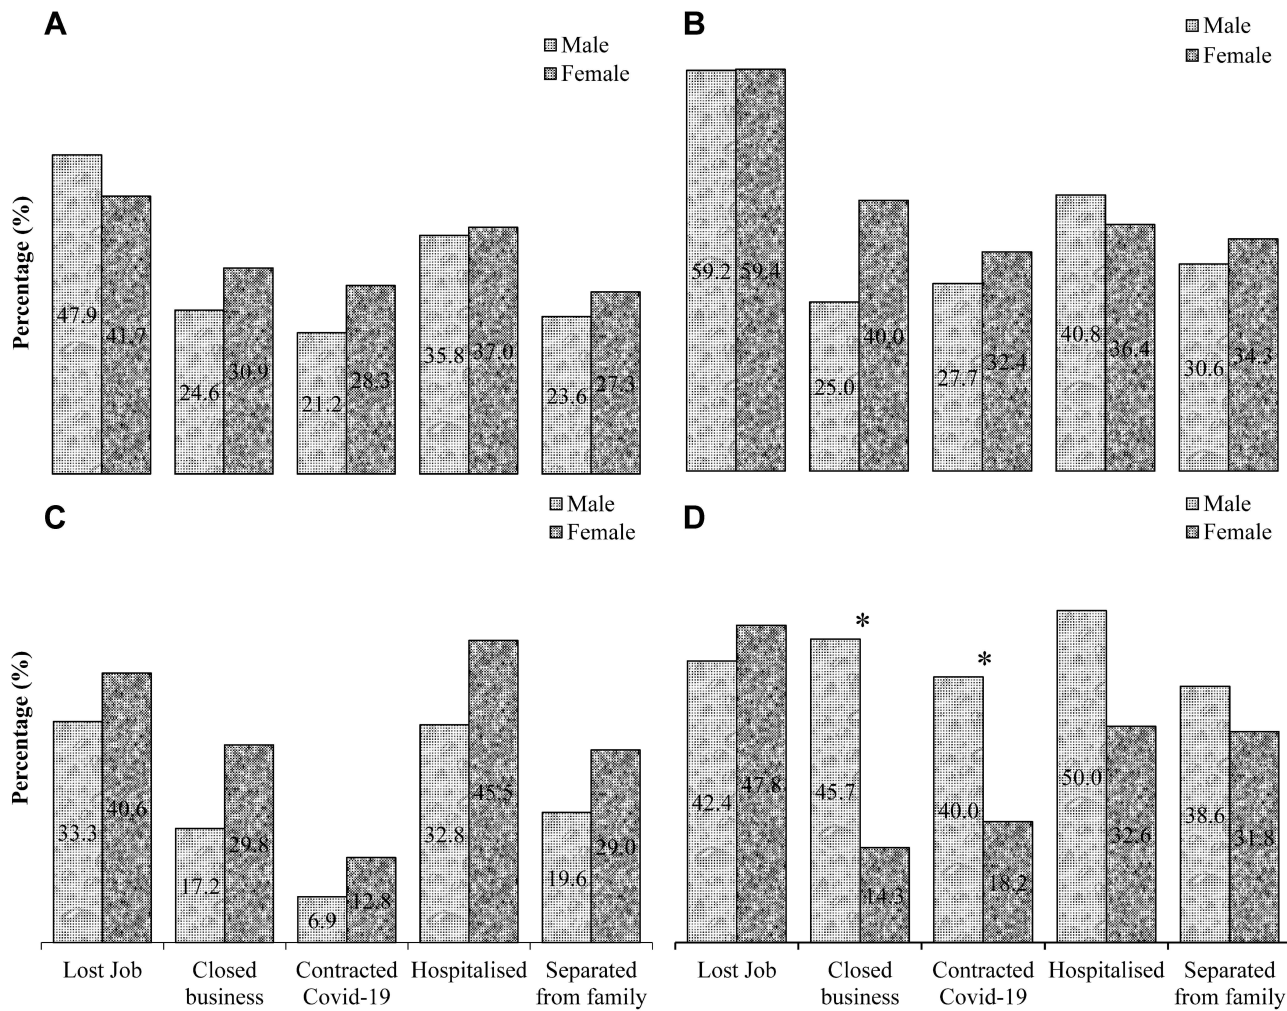 A
Male
Female
Percentage (%)
47.9
41.7
24.6
30.9
21.2
28.3
35.8
37.0
23.6
27.3
B
Male
Female
59.2
59.4
25.0
40.0
27.7
32.4
40.8
36.4
30.6
34.3
C
Male
Female
Percentage (%)
33.3
40.6
17.2
29.8
6.9
12.8
32.8
45.5
19.6
29.0
Lost Job
Closed
business
Contracted
Covid-19
Hospitalised
Separated
from family
D
Male
Female
*
*
42.4
47.8
45.7
14.3
40.0
18.2
50.0
32.6
38.6
31.8
Lost Job
Closed
business
Contracted
Covid-19
Hospitalised
Separated
from family